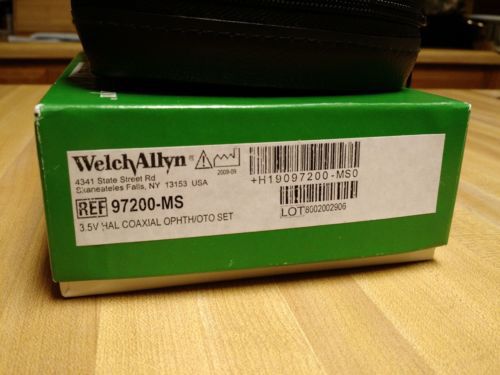 WelchAllyn ®
2009-09
4341 State Street Rd
Skaneateles Falls, NY 13153 USA
REF 97200-MS
3.5V HAL COAXIAL OPHTH/OTO SET
+H19097200-MS0
LOT 8002002906